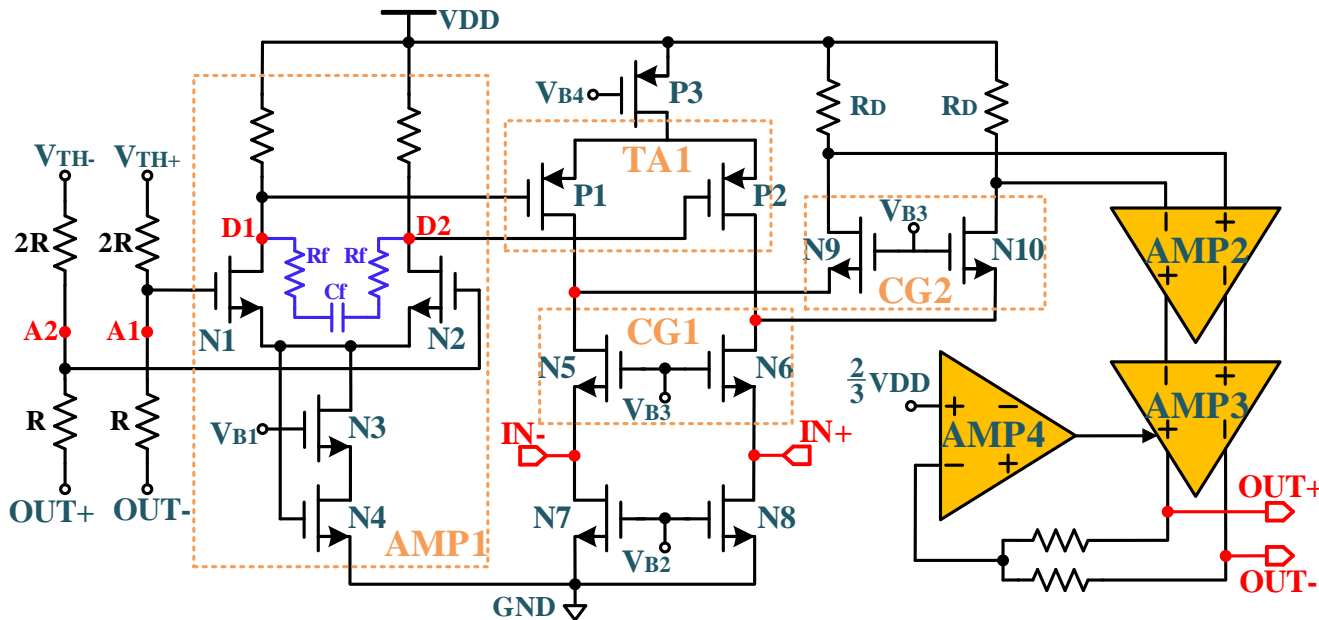 VDD
VB4
P3
RD
RD
VTH-
VTH+
TA1
P1
P2
2R
2R
D1
D2
VB3
N9
N10
CG2
AMP2
- +
+ -
Rf
Rf
Cf
A2
A1
N1
N2
CG1
N5
N6
VB3
2/3 VDD
+ -
AMP4
- +
- +
AMP3
+ -
R
R
VB1
N3
IN-
IN+
OUT+
OUT-
N4
AMP1
N7
N8
VB2
OUT+
OUT-
GND